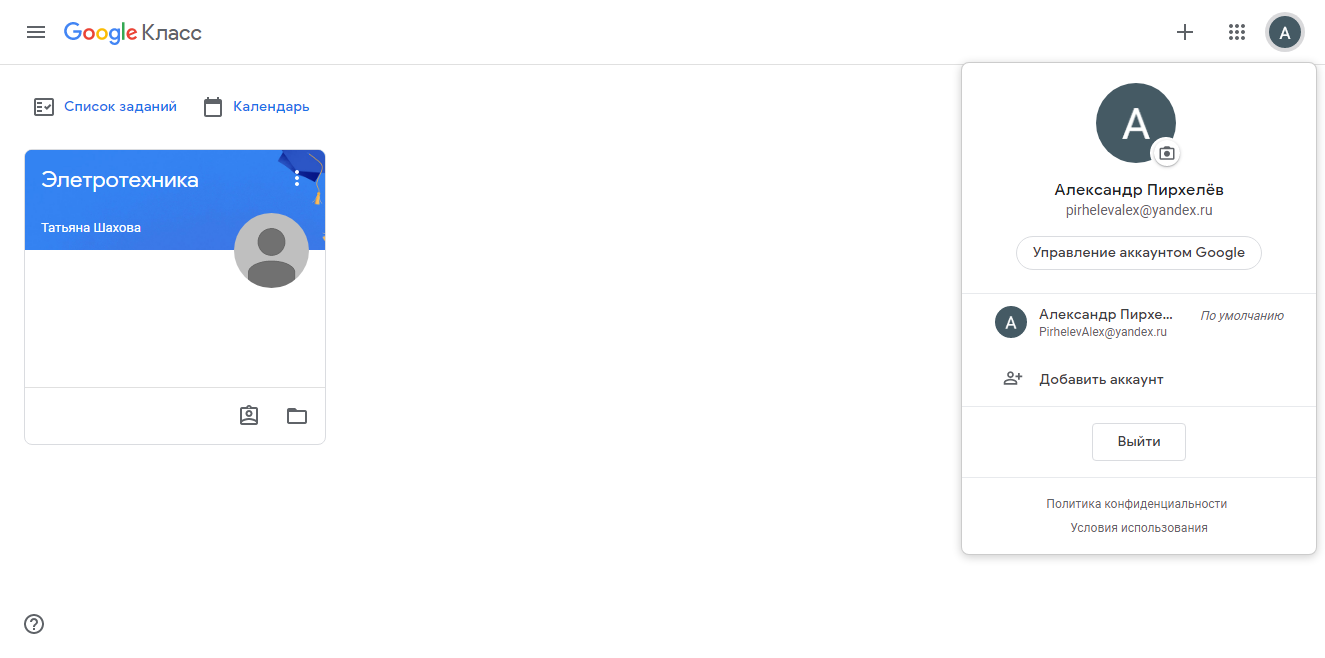 Google Класс
A
Список заданий
Календарь
Элетротехника
Татьяна Шахова
A
Александр Пирхелёв
pirhelevalex@yandex.ru
Управление аккаунтом Google
A
Александр Пирхе...
По умолчанию
PirhelevAlex@yandex.ru
Добавить аккаунт
Выйти
Политика конфиденциальности
Условия использования